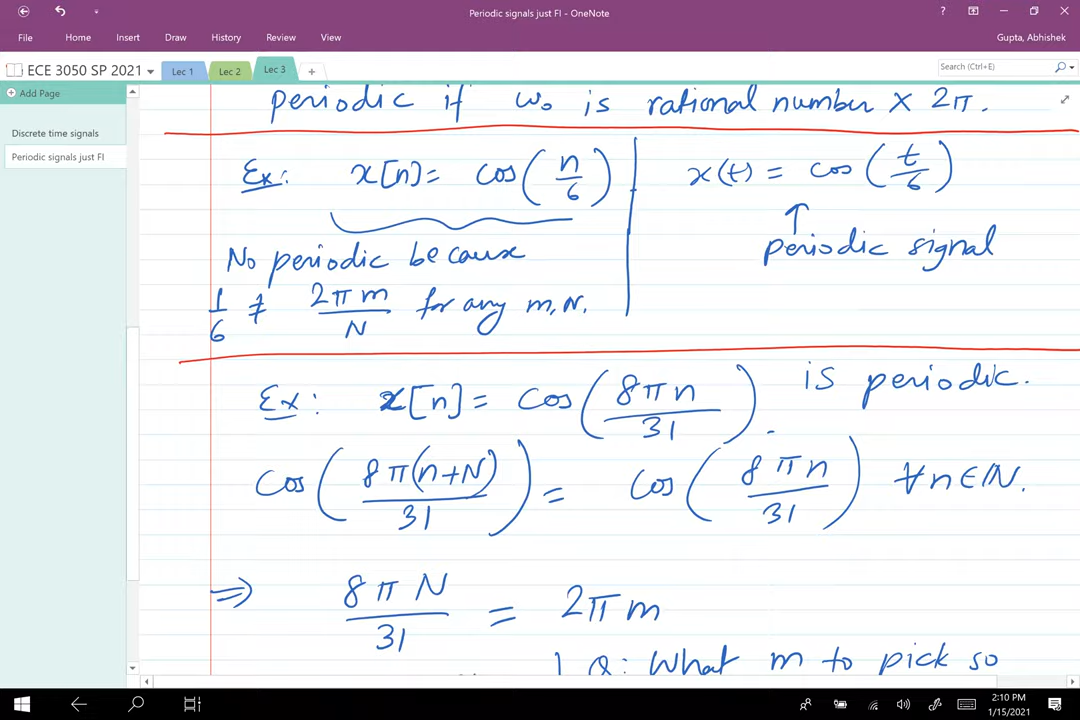 Periodic signals just FI - OneNote
?
Gupta, Abhishek
File Home Insert Draw History Review View
ECE 3050 SP 2021
Lec 1 Lec 2 Lec 3 +
Search (Ctrl+E)
Add Page
Discrete time signals
Periodic signals just FI
periodic if ω₀ is rational number × 2π.
Ex: x[n] = cos(n/6)
x(t) = cos(t/6)
↑
periodic signal
No periodic because
1/6 ≠ 2πm/N for any m, N.
Ex: x[n] = cos(8πn/31) is periodic.
cos(8π(n+N)/31) = cos(8πn/31) ∀n∈ℕ.
⇒ 8πN/31 = 2πm
Q: What m to pick so
2:10 PM
1/15/2021